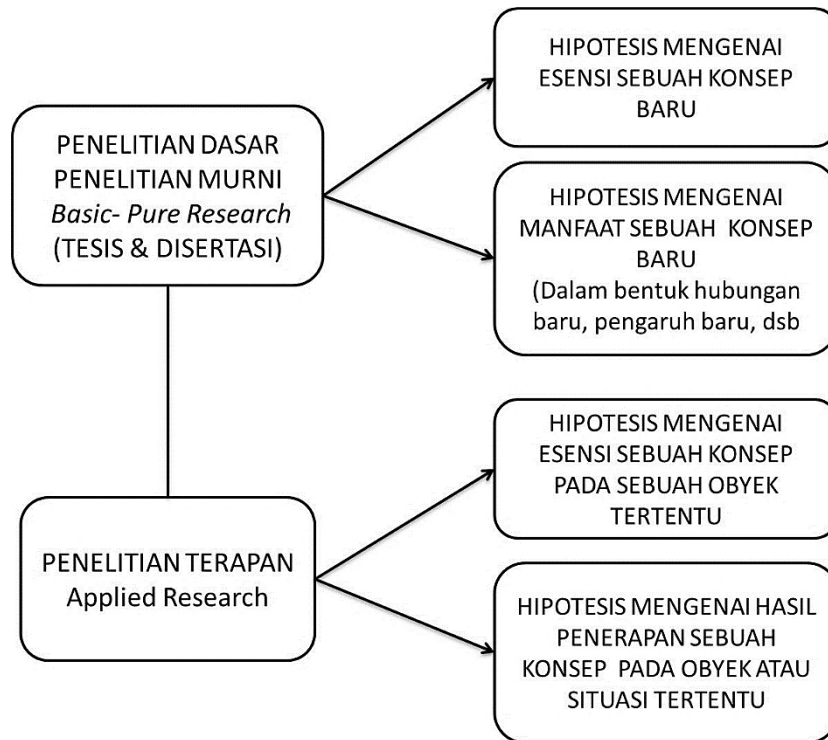 PENELITIAN DASAR
PENELITIAN MURNI
Basic- Pure Research
(TESIS & DISERTASI)
HIPOTESIS MENGENAI
ESENSI SEBUAH KONSEP
BARU
HIPOTESIS MENGENAI
MANFAAT SEBUAH KONSEP
BARU
(Dalam bentuk hubungan
baru, pengaruh baru, dsb
PENELITIAN TERAPAN
Applied Research
HIPOTESIS MENGENAI
ESENSI SEBUAH KONSEP
PADA SEBUAH OBYEK
TERTENTU
HIPOTESIS MENGENAI HASIL
PENERAPAN SEBUAH
KONSEP PADA OBYEK ATAU
SITUASI TERTENTU